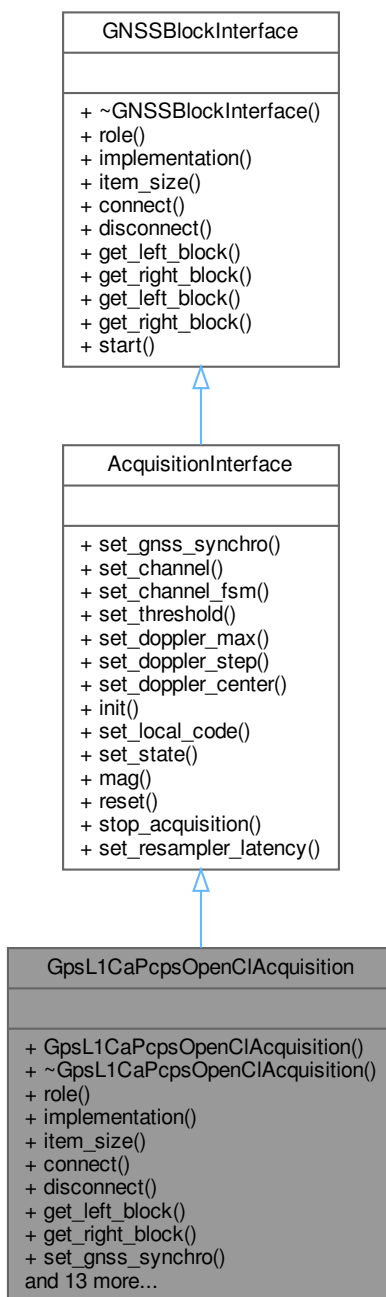 GNSSBlockInterface
+ ~GNSSBlockInterface()
+ role()
+ implementation()
+ item_size()
+ connect()
+ disconnect()
+ get_left_block()
+ get_right_block()
+ get_left_block()
+ get_right_block()
+ start()
AcquisitionInterface
+ set_gnss_synchro()
+ set_channel()
+ set_channel_fsm()
+ set_threshold()
+ set_doppler_max()
+ set_doppler_step()
+ set_doppler_center()
+ init()
+ set_local_code()
+ set_state()
+ mag()
+ reset()
+ stop_acquisition()
+ set_resampler_latency()
GpsL1CaPcpsOpenClAcquisition
+ GpsL1CaPcpsOpenClAcquisition()
+ ~GpsL1CaPcpsOpenClAcquisition()
+ role()
+ implementation()
+ item_size()
+ connect()
+ disconnect()
+ get_left_block()
+ get_right_block()
+ set_gnss_synchro()
and 13 more...